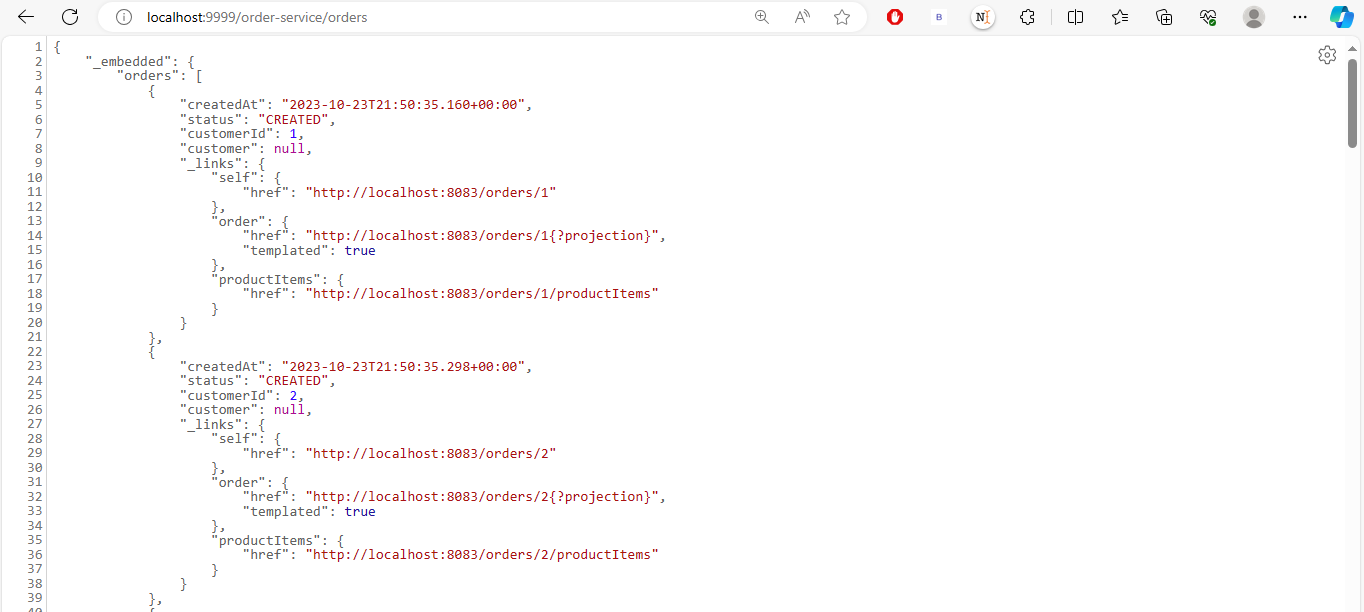 localhost:9999/order-service/orders
1 {
2     "_embedded": {
3         "orders": [
4             {
5                 "createdAt": "2023-10-23T21:50:35.160+00:00",
6                 "status": "CREATED",
7                 "customerId": 1,
8                 "customer": null,
9                 "_links": {
10                     "self": {
11                         "href": "http://localhost:8083/orders/1"
12                     },
13                     "order": {
14                         "href": "http://localhost:8083/orders/1{?projection}",
15                         "templated": true
16                     },
17                     "productItems": {
18                         "href": "http://localhost:8083/orders/1/productItems"
19                     }
20                 }
21             },
22             {
23                 "createdAt": "2023-10-23T21:50:35.298+00:00",
24                 "status": "CREATED",
25                 "customerId": 2,
26                 "customer": null,
27                 "_links": {
28                     "self": {
29                         "href": "http://localhost:8083/orders/2"
30                     },
31                     "order": {
32                         "href": "http://localhost:8083/orders/2{?projection}",
33                         "templated": true
34                     },
35                     "productItems": {
36                         "href": "http://localhost:8083/orders/2/productItems"
37                     }
38                 }
39             },
40             {